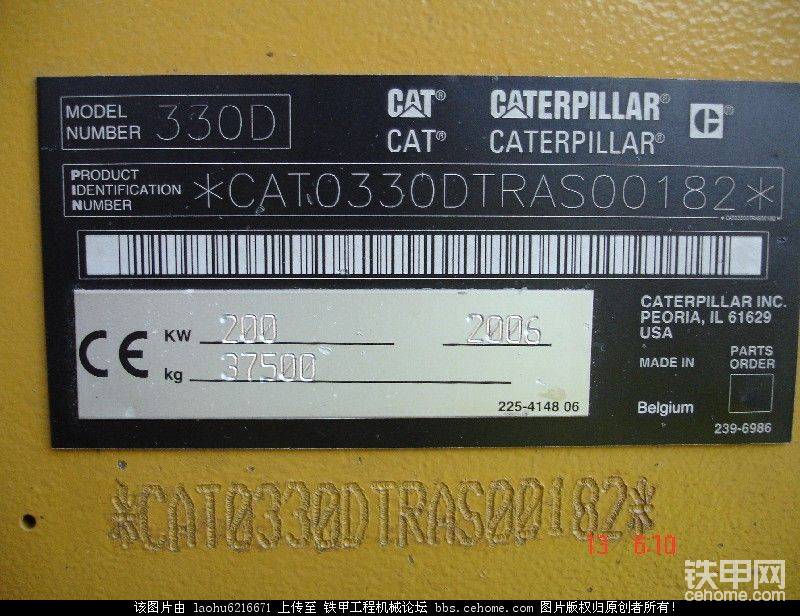 MODEL NUMBER 330D
CAT® CATERPILLAR®
CAT® CATERPILLAR®
PRODUCT IDENTIFICATION NUMBER *CAT0330DTRAS00182*
*CAT0330DTRAS00182*
CE
KW 200 2006
kg 37500
225-4148 06
CATERPILLAR INC.
PEORIA, IL 61629
USA
MADE IN
Belgium
PARTS ORDER
239-6986
*CAT0330DTRAS00182*
13 6 10
铁甲网
cehome.com
该图片由 laohu6216671 上传至 铁甲工程机械论坛 bbs.cehome.com 图片版权归原创者所有!